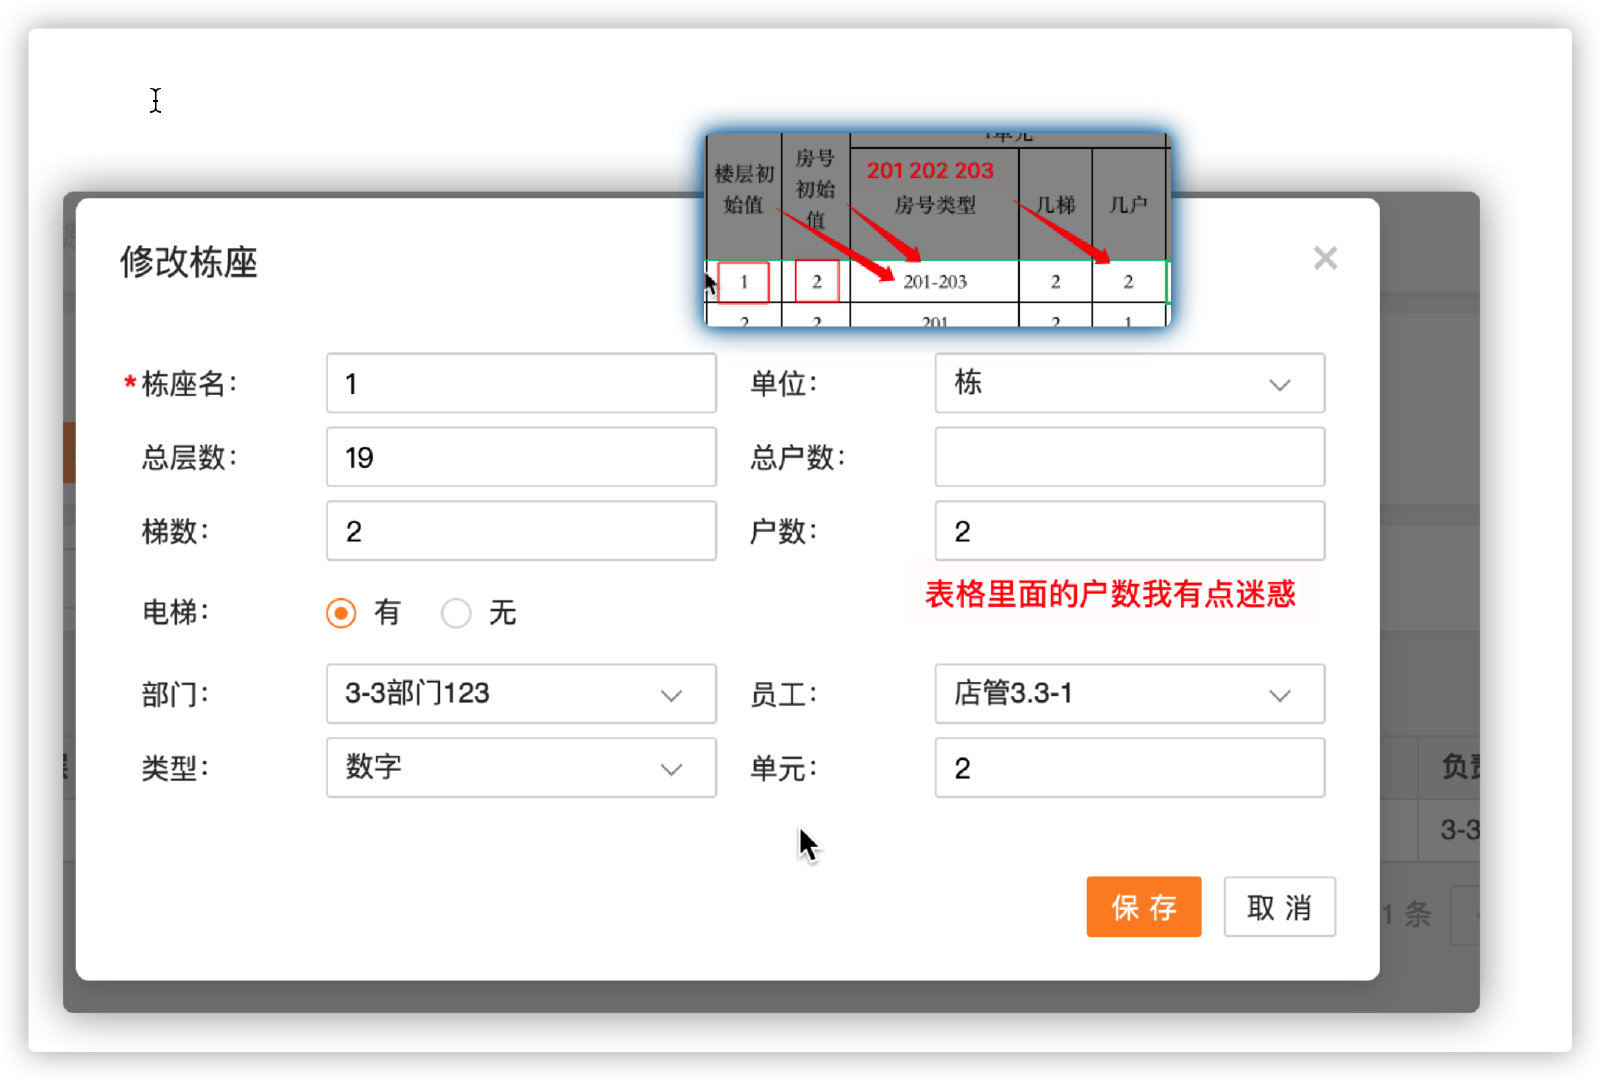 1单元
楼层初
始值
房号
初始
值
201 202 203
房号类型
几梯
几户
1
2
201-203
2
2
2
2
201
2
1
修改栋座
*栋座名：
1
单位：
栋
总层数：
19
总户数：
梯数：
2
户数：
2
表格里面的户数我有点迷惑
电梯：
有
无
部门：
3-3部门123
员工：
店管3.3-1
类型：
数字
单元：
2
负
3-3
保存
取消
1 条